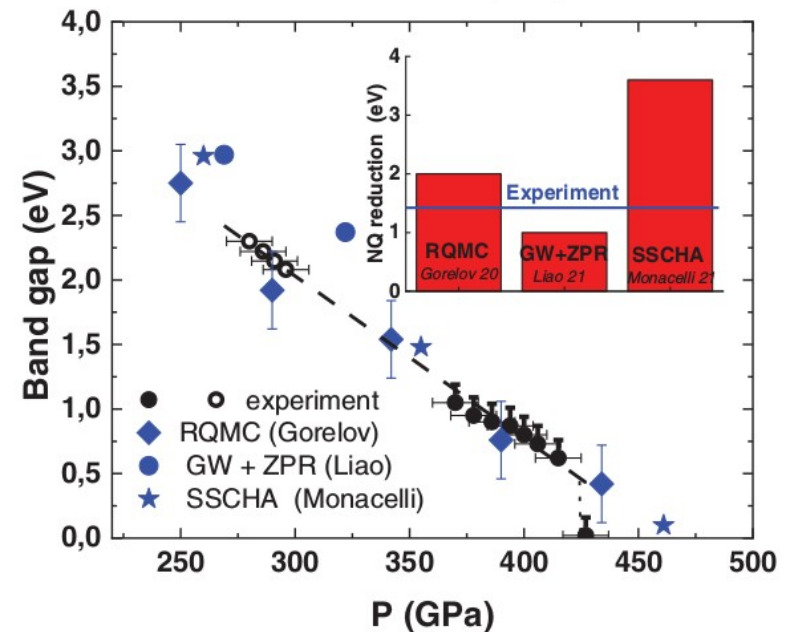 4,0
3,5
3,0
2,5
2,0
1,5
1,0
0,5
0,0
Band gap (eV)
250
300
350
400
450
500
P (GPa)
experiment
RQMC (Gorelov)
GW + ZPR (Liao)
SSCHA (Monacelli)
4
3
2
1
0
NQ reduction (eV)
Experiment
RQMC
Gorelov 20
GW+ZPR
Liao 21
SSCHA
Monacelli 21